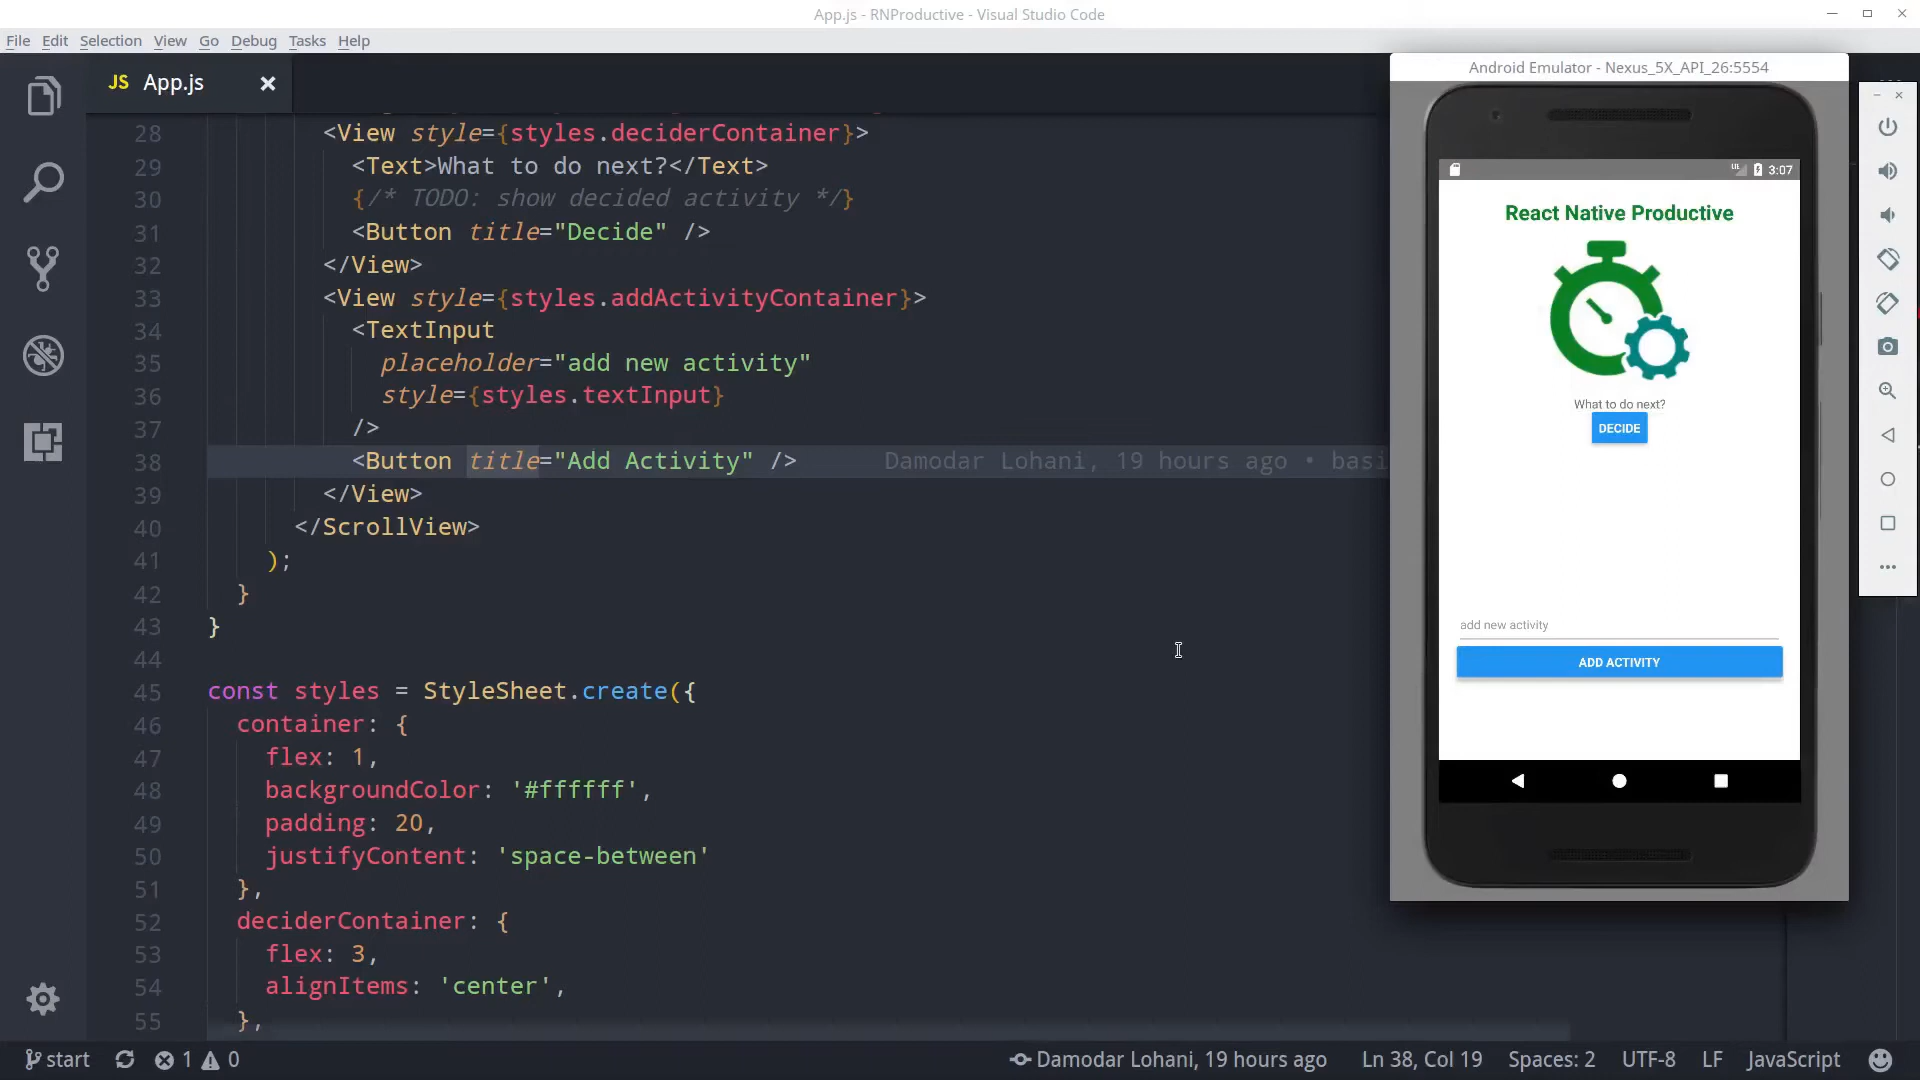 App.js - RNProductive - Visual Studio Code
File Edit Selection View Go Debug Tasks Help
JS App.js
28 <View style={styles.deciderContainer}>
29 <Text>What to do next?</Text>
30 {/* TODO: show decided activity */}
31 <Button title="Decide" />
32 </View>
33 <View style={styles.addActivityContainer}>
34 <TextInput
35 placeholder="add new activity"
36 style={styles.textInput}
37 />
38 <Button title="Add Activity" /> Damodar Lohani, 19 hours ago • basi
39 </View>
40 </ScrollView>
41 );
42 }
43 }
44
45 const styles = StyleSheet.create({
46 container: {
47 flex: 1,
48 backgroundColor: '#ffffff',
49 padding: 20,
50 justifyContent: 'space-between'
51 },
52 deciderContainer: {
53 flex: 3,
54 alignItems: 'center',
55 },
Android Emulator - Nexus_5X_API_26:5554
3:07
React Native Productive
What to do next?
DECIDE
add new activity
ADD ACTIVITY
start 1 0 Damodar Lohani, 19 hours ago Ln 38, Col 19 Spaces: 2 UTF-8 LF JavaScript